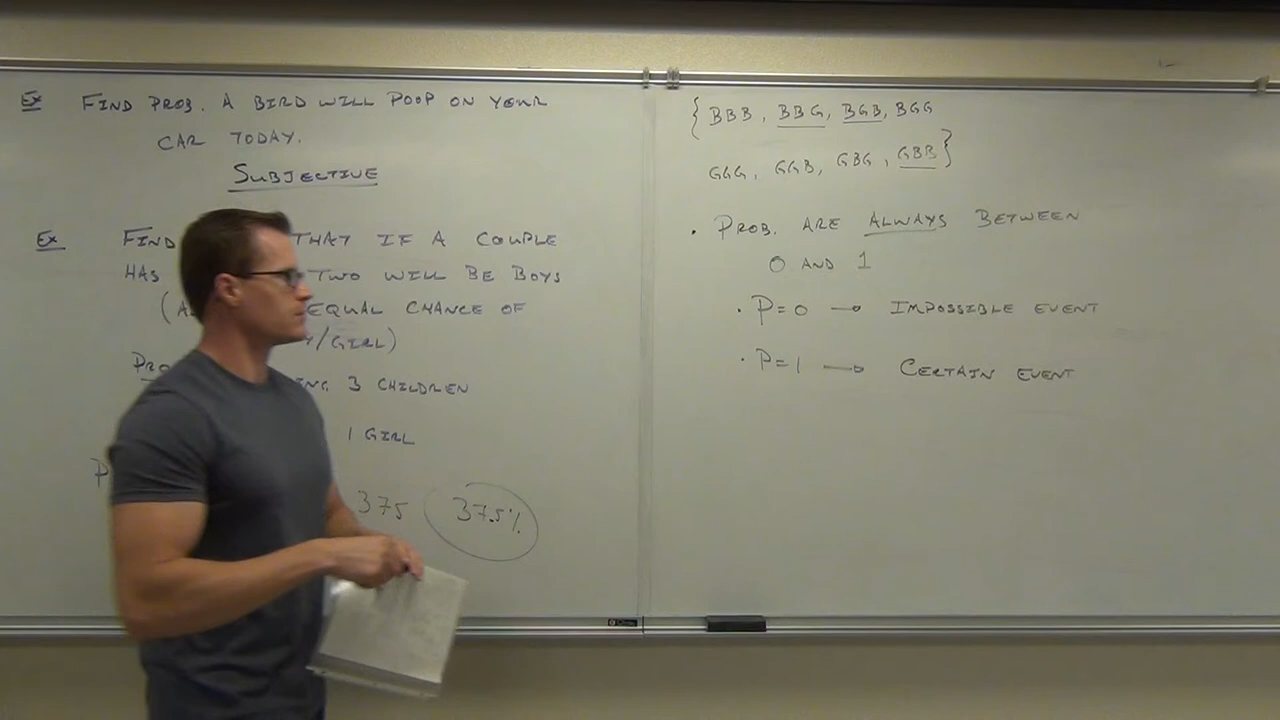 Ex FIND PROB. A BIRD WILL POOP ON YOUR
CAR TODAY.
SUBJECTIVE
Ex FIND THAT IF A COUPLE
HAS TWO WILL BE BOYS
EQUAL CHANCE OF
/GIRL)
3 CHILDREN
1 GIRL
P
375 37.5%
{ BBB, BBG, BGB, BGG
GGG, GGB, GBG, GBB }
• PROB. ARE ALWAYS BETWEEN
0 AND 1
• P=0 → IMPOSSIBLE EVENT
• P=1 → CERTAIN EVENT